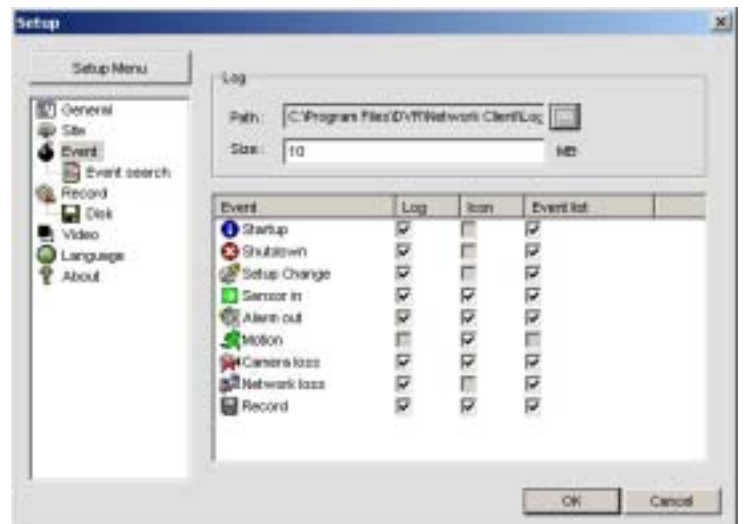 Setup
Setup Menu
General
Site
Event
Event search
Record
Disk
Video
Language
About
Log
Path: C:\Program Files\DVR\Network Client\Log
Size: 10 MB
Event Log Icon Event list
Startup
Shutdown
Setup Change
Sensor in
Alarm out
Motion
Camera loss
Network loss
Record
OK Cancel